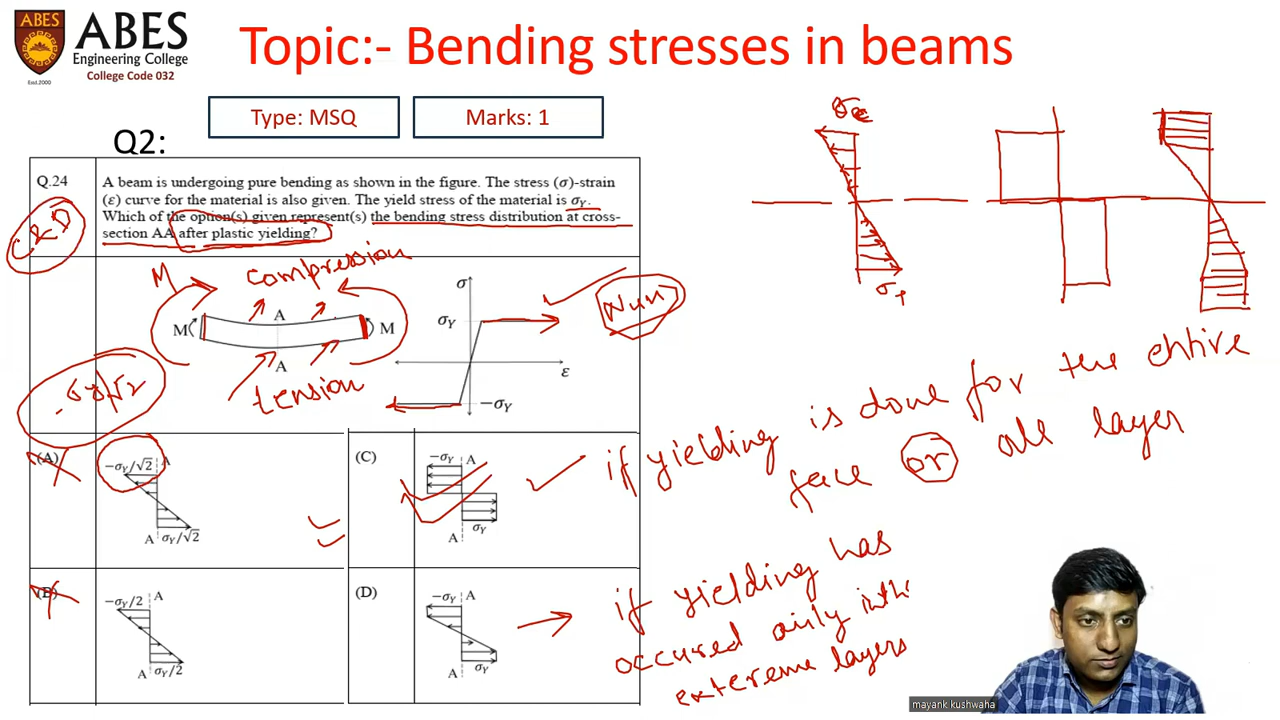 ABES
Estd.2000
ABES
Engineering College
College Code 032
Topic:- Bending stresses in beams
Type: MSQ
Marks: 1
Q2:
Q.24
A beam is undergoing pure bending as shown in the figure. The stress (σ)-strain
(ε) curve for the material is also given. The yield stress of the material is σY.
Which of the option(s) given represent(s) the bending stress distribution at cross-
section AA after plastic yielding?
C & D
M
compression
A
M
M
A
tension
σ
σY
ε
−σY
-σy/√2
(A)
−σY/√2
A
A
σY/√2
(C)
−σY
A
σY
A
(B)
−σY/2
A
A
σY/2
(D)
−σY
A
σY
A
σc
if yielding is done for the entire
face or all layer
if yielding has
occured only
extereme layers
mayank kushwaha